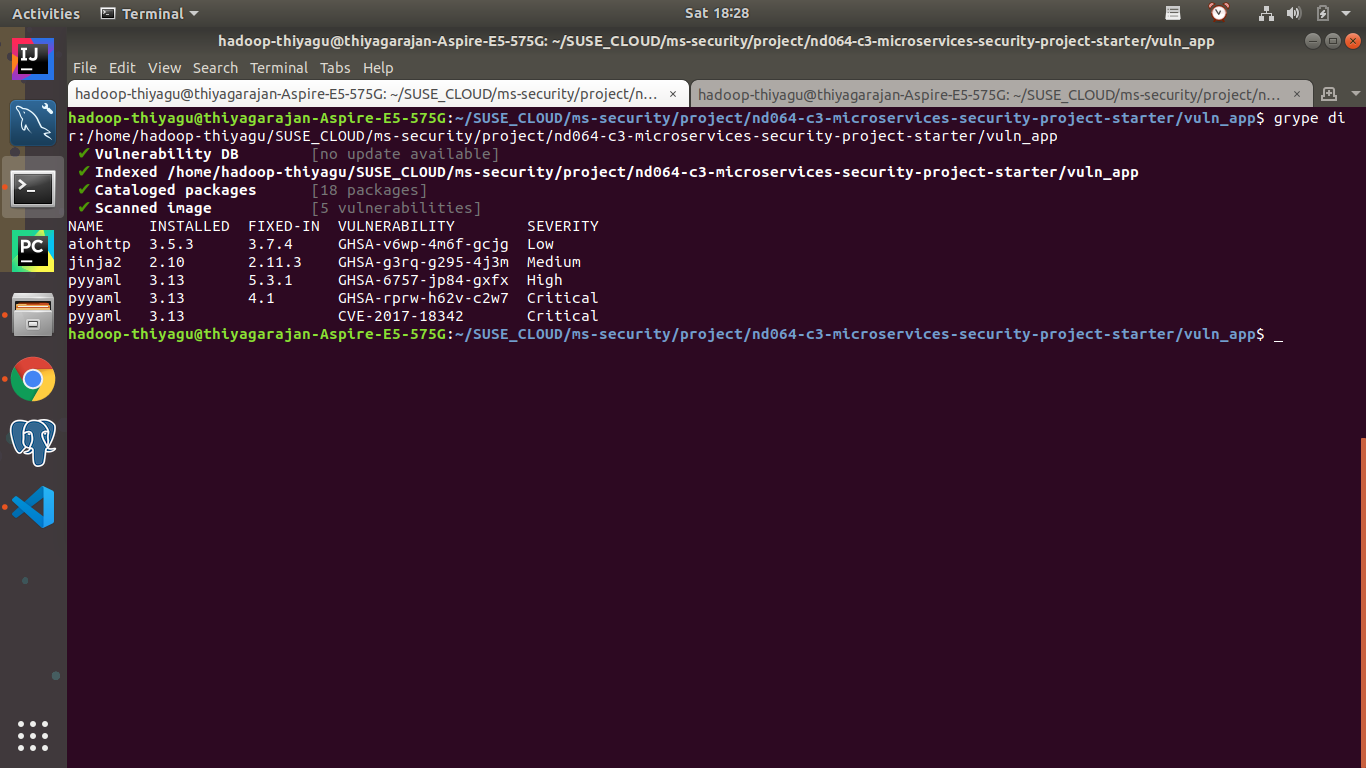 Activities Terminal Sat 18:28
hadoop-thiyagu@thiyagarajan-Aspire-E5-575G: ~/SUSE_CLOUD/ms-security/project/nd064-c3-microservices-security-project-starter/vuln_app
File Edit View Search Terminal Tabs Help
hadoop-thiyagu@thiyagarajan-Aspire-E5-575G: ~/SUSE_CLOUD/ms-security/project/n... × hadoop-thiyagu@thiyagarajan-Aspire-E5-575G: ~/SUSE_CLOUD/ms-security/project/n... ×
hadoop-thiyagu@thiyagarajan-Aspire-E5-575G:~/SUSE_CLOUD/ms-security/project/nd064-c3-microservices-security-project-starter/vuln_app$ grype di
r:/home/hadoop-thiyagu/SUSE_CLOUD/ms-security/project/nd064-c3-microservices-security-project-starter/vuln_app
✔ Vulnerability DB [no update available]
✔ Indexed /home/hadoop-thiyagu/SUSE_CLOUD/ms-security/project/nd064-c3-microservices-security-project-starter/vuln_app
✔ Cataloged packages [18 packages]
✔ Scanned image [5 vulnerabilities]
NAME INSTALLED FIXED-IN VULNERABILITY SEVERITY
aiohttp 3.5.3 3.7.4 GHSA-v6wp-4m6f-gcjg Low
jinja2 2.10 2.11.3 GHSA-g3rq-g295-4j3m Medium
pyyaml 3.13 5.3.1 GHSA-6757-jp84-gxfx High
pyyaml 3.13 4.1 GHSA-rprw-h62v-c2w7 Critical
pyyaml 3.13 CVE-2017-18342 Critical
hadoop-thiyagu@thiyagarajan-Aspire-E5-575G:~/SUSE_CLOUD/ms-security/project/nd064-c3-microservices-security-project-starter/vuln_app$ _
IJ
PC